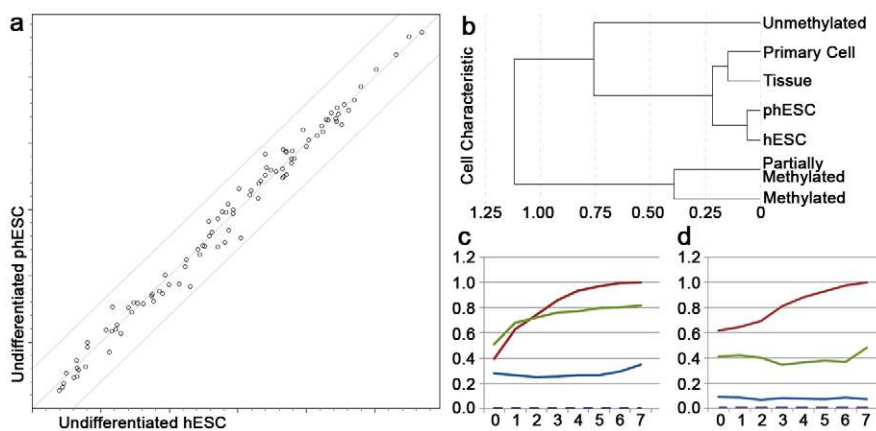 a
Undifferentiated phESC
Undifferentiated hESC
b
Cell Characteristic
Unmethylated
Primary Cell
Tissue
phESC
hESC
Partially
Methylated
Methylated
1.25 1.00 0.75 0.50 0.25 0
c
1.2
1.0
0.8
0.6
0.4
0.2
0.0
0 1 2 3 4 5 6 7
d
1.2
1.0
0.8
0.6
0.4
0.2
0.0
0 1 2 3 4 5 6 7